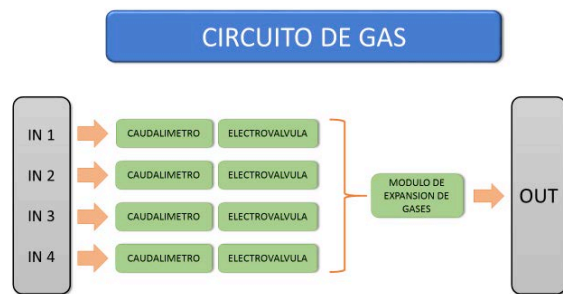 CIRCUITO DE GAS
IN 1
CAUDALIMETRO
ELECTROVALVULA
IN 2
CAUDALIMETRO
ELECTROVALVULA
IN 3
CAUDALIMETRO
ELECTROVALVULA
IN 4
CAUDALIMETRO
ELECTROVALVULA
MODULO DE
EXPANSION DE
GASES
OUT